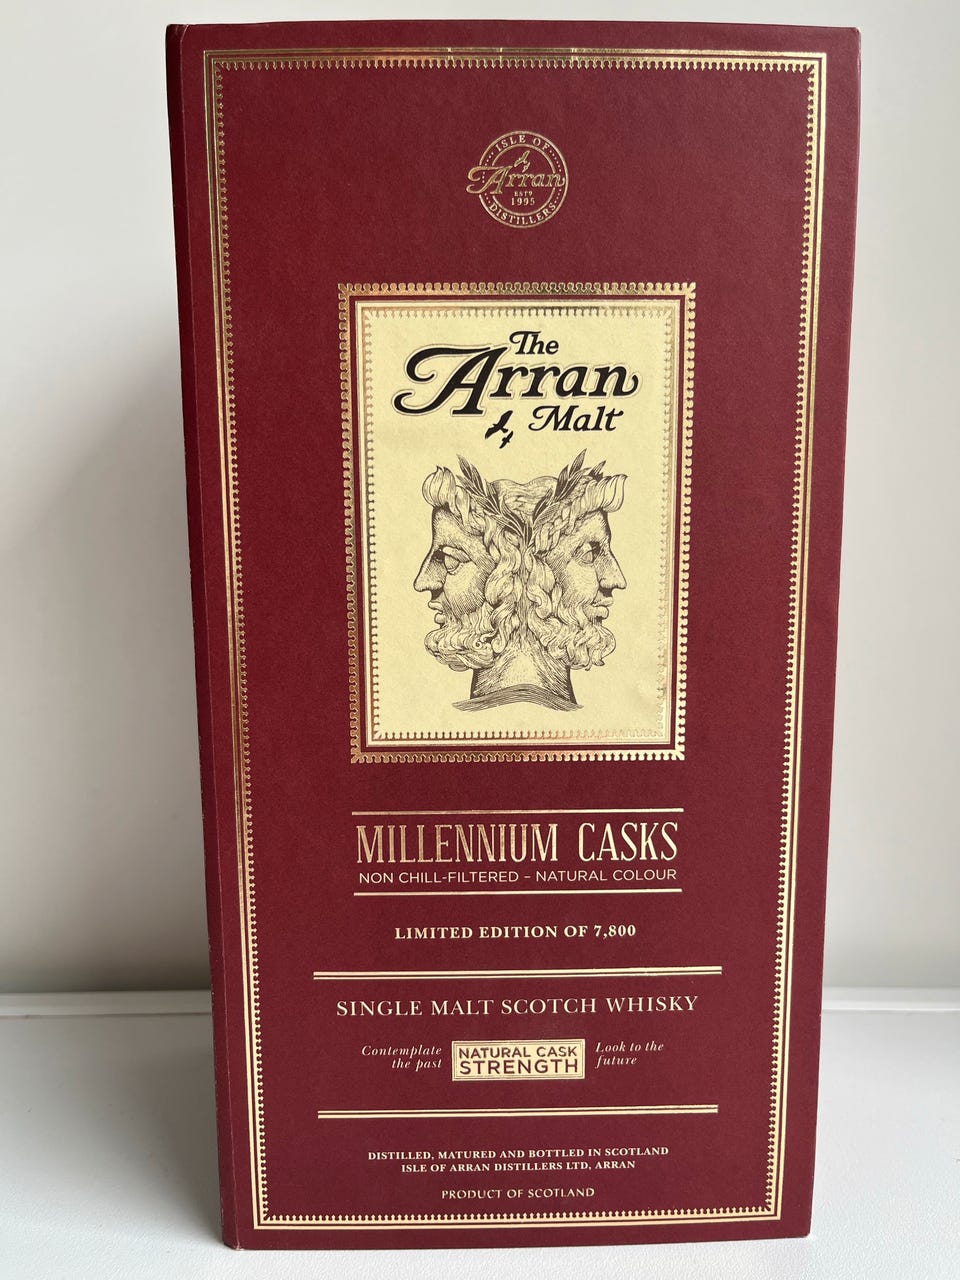 ISLE OF
Arran
ESTD
1995
DISTILLERS
The
Arran
Malt
MILLENNIUM CASKS
NON CHILL-FILTERED - NATURAL COLOUR
LIMITED EDITION OF 7,800
SINGLE MALT SCOTCH WHISKY
Contemplate
the past
NATURAL CASK
STRENGTH
Look to the
future
DISTILLED, MATURED AND BOTTLED IN SCOTLAND
ISLE OF ARRAN DISTILLERS LTD, ARRAN
PRODUCT OF SCOTLAND